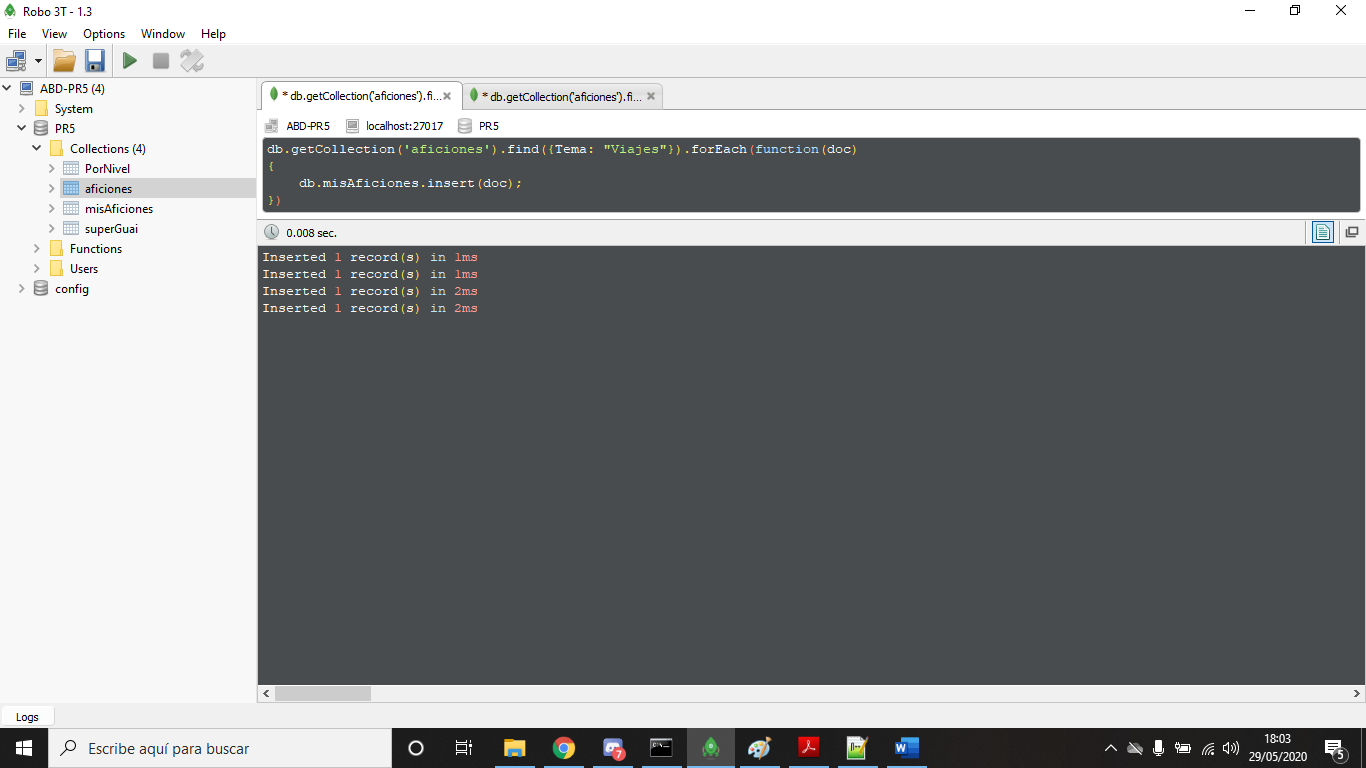 Robo 3T - 1.3
File View Options Window Help
ABD-PR5 (4)
System
PR5
Collections (4)
PorNivel
aficiones
misAficiones
superGuai
Functions
Users
config
* db.getCollection('aficiones').fi...
* db.getCollection('aficiones').fi...
ABD-PR5 localhost:27017 PR5
db.getCollection('aficiones').find({Tema: "Viajes"}).forEach(function(doc)
{
db.misAficiones.insert(doc);
})
0.008 sec.
Inserted 1 record(s) in 1ms
Inserted 1 record(s) in 1ms
Inserted 1 record(s) in 2ms
Inserted 1 record(s) in 2ms
Logs
Escribe aquí para buscar
7
18:03
29/05/2020
5